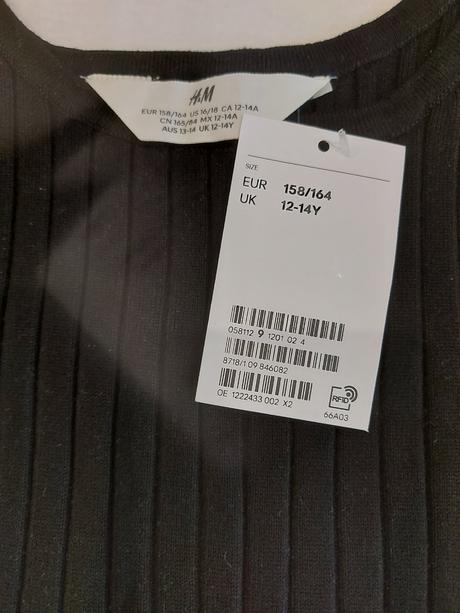 H&M
EUR 158/164 US 16/18 CA 12-14A
CN 165/84 MX 12-14A
AUS 13-14 UK 12-14Y
SIZE
EUR 158/164
UK 12-14Y
058112 9 1201 02 4
8718/1 09 846082
OE 1222433 002 X2
RFID
66A03